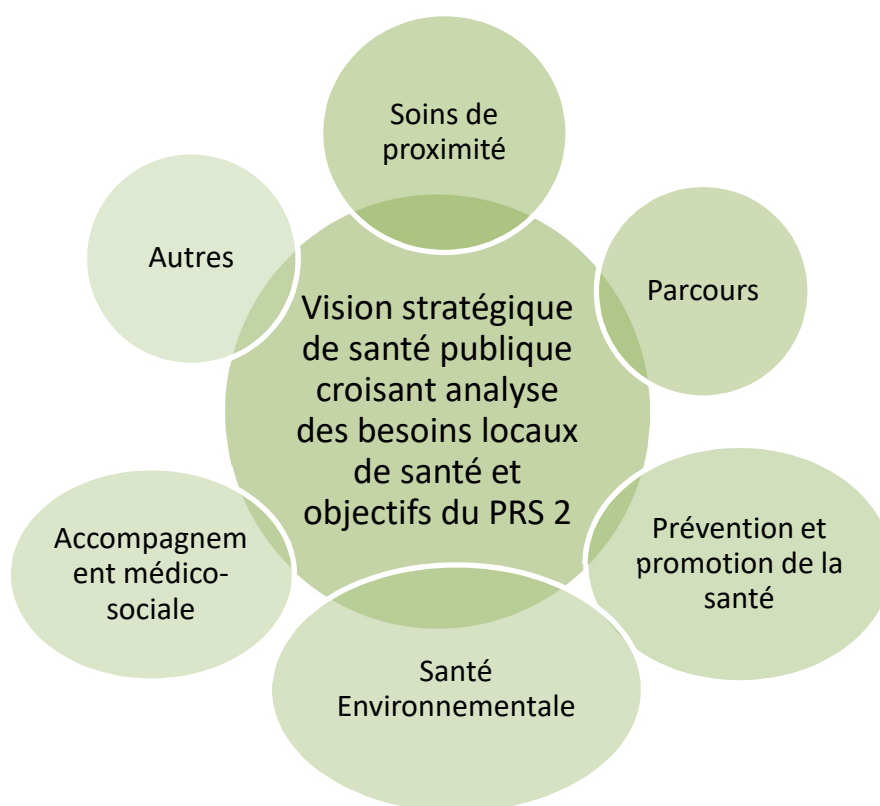 Soins de
proximité
Parcours
Prévention et
promotion de la
santé
Santé
Environnementale
Accompagnem
ent médico-
sociale
Autres
Vision stratégique
de santé publique
croisant analyse
des besoins locaux
de santé et
objectifs du PRS 2